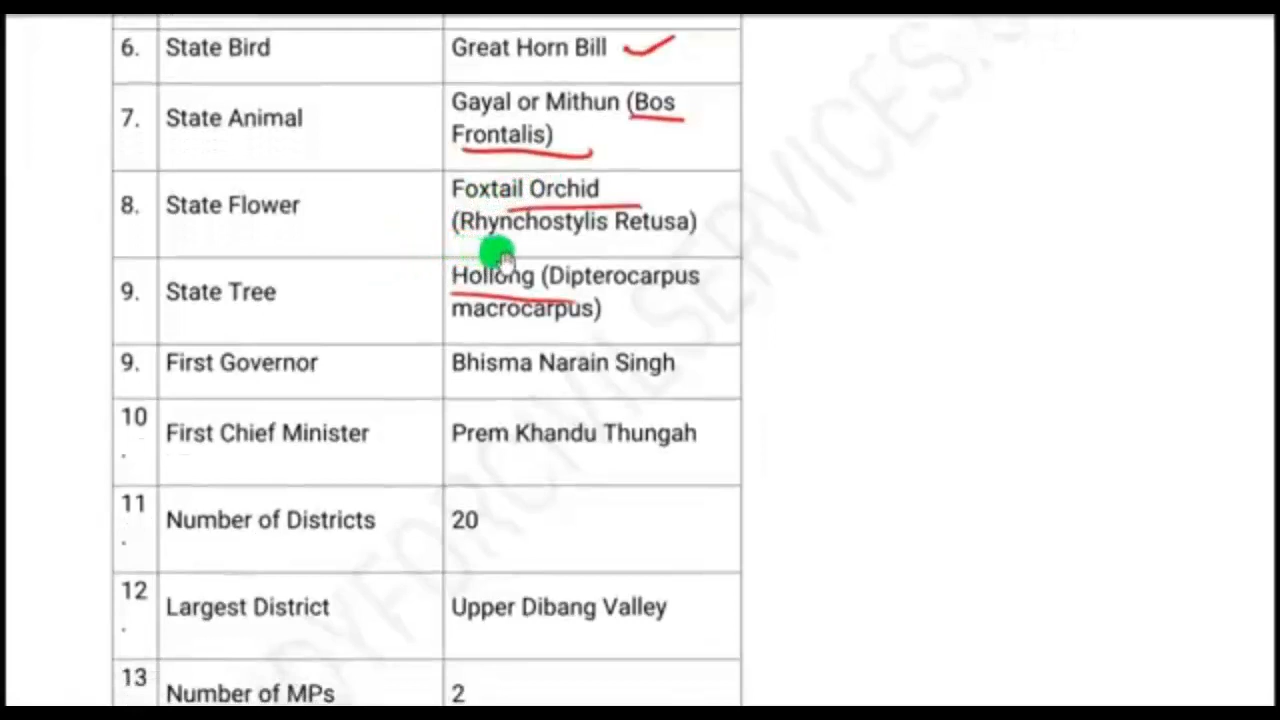 6. State Bird Great Horn Bill
7. State Animal Gayal or Mithun (Bos
Frontalis)
8. State Flower Foxtail Orchid
(Rhynchostylis Retusa)
9. State Tree Hollong (Dipterocarpus
macrocarpus)
9. First Governor Bhisma Narain Singh
10
. First Chief Minister Prem Khandu Thungah
11
. Number of Districts 20
12
. Largest District Upper Dibang Valley
13
Number of MPs 2